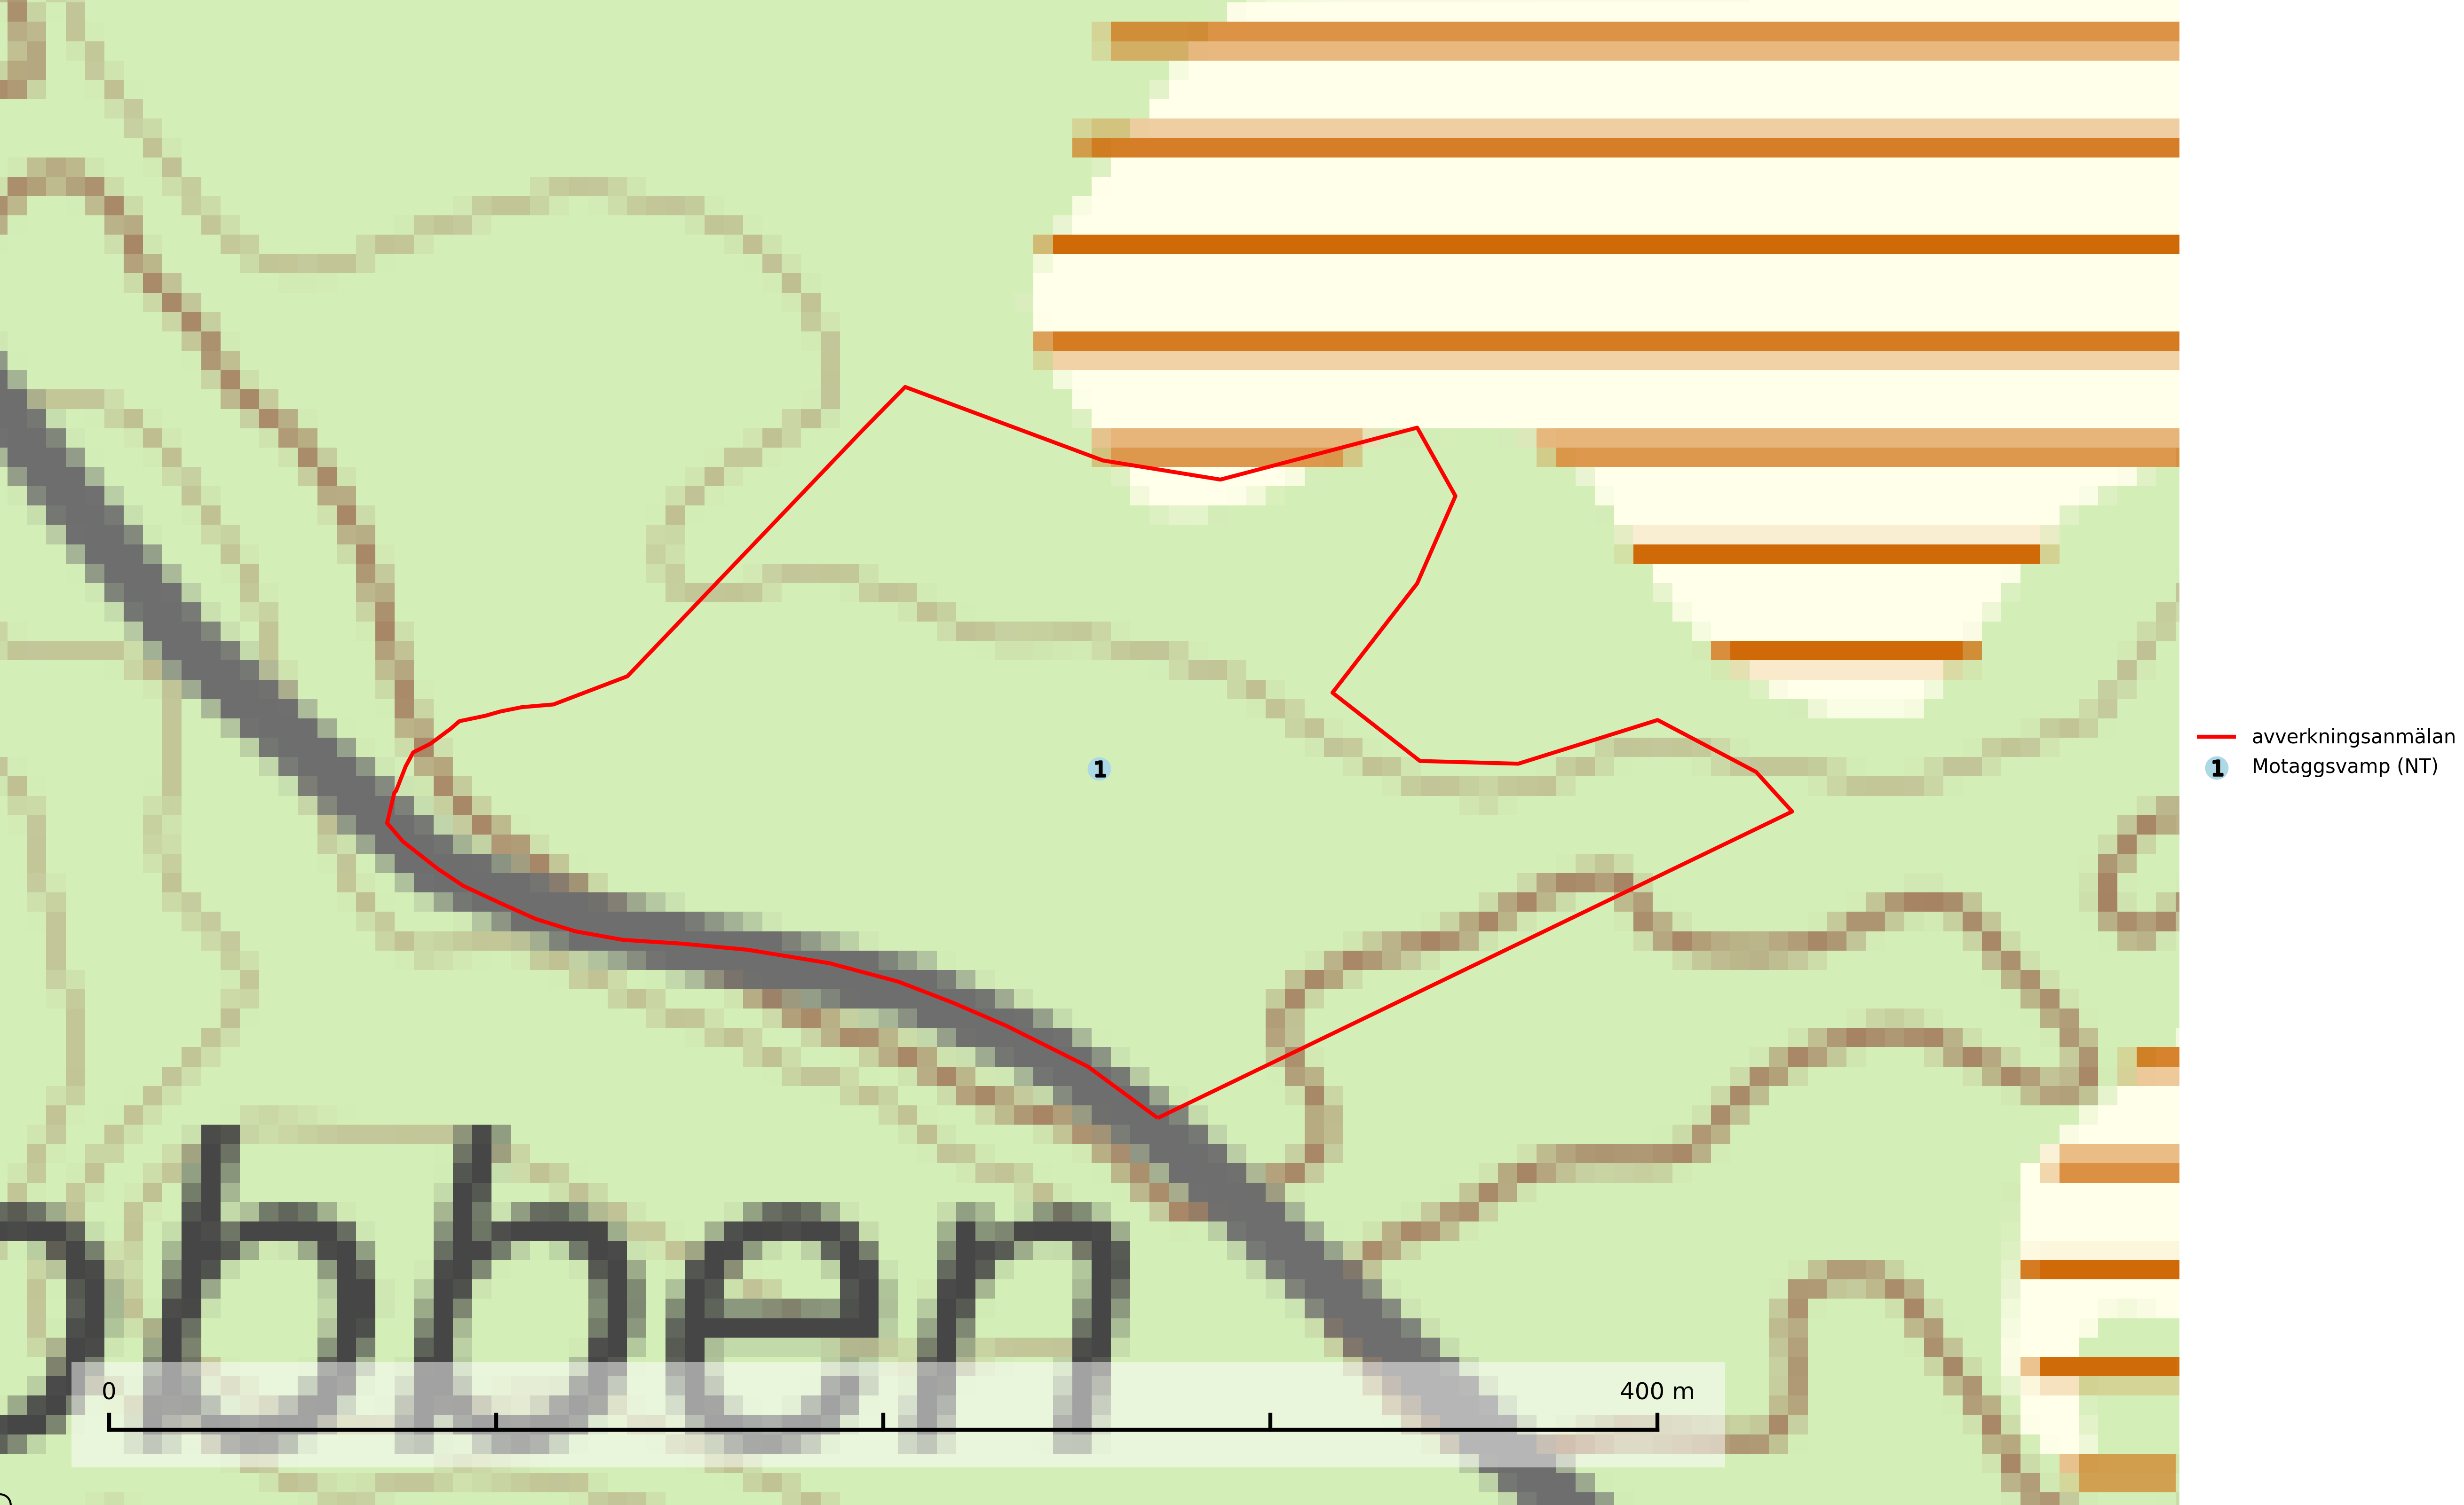 avverkningsanmälan
1 Motaggsvamp (NT)
1
bben
0 400 m